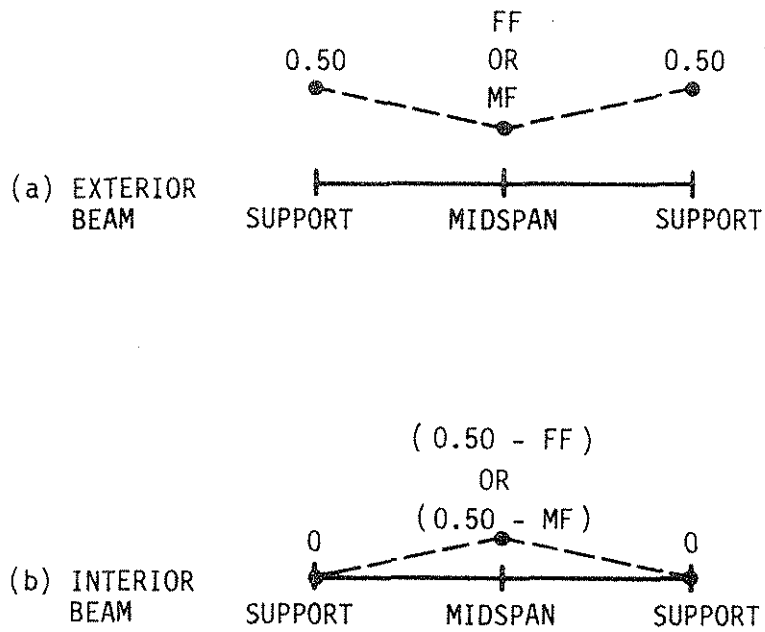 FF
0.50 OR 0.50
MF
(a) EXTERIOR
BEAM SUPPORT MIDSPAN SUPPORT
(0.50 - FF)
OR
(0.50 - MF)
0 0
(b) INTERIOR
BEAM SUPPORT MIDSPAN SUPPORT